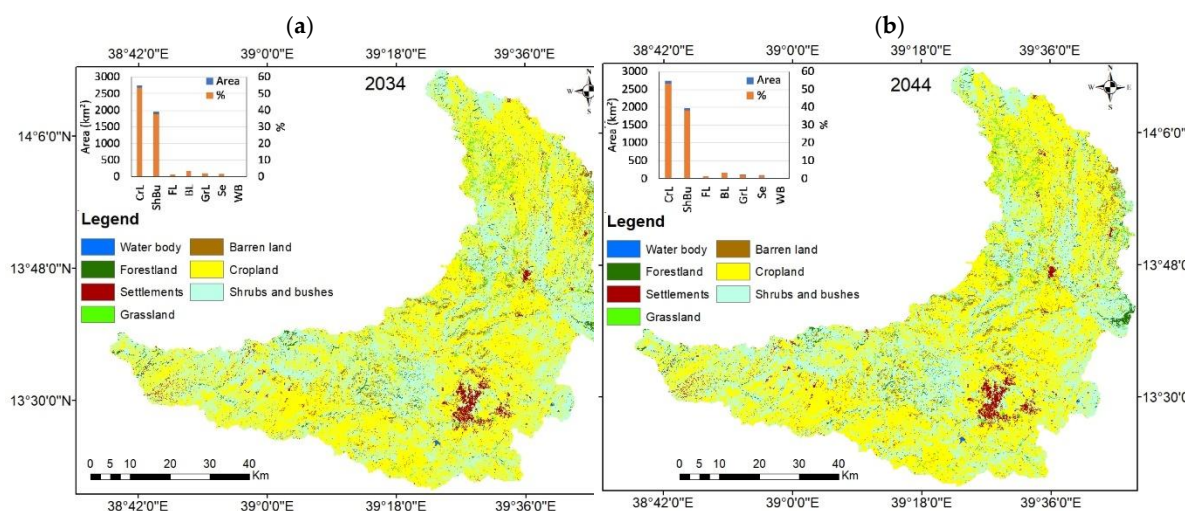 (a)
38°42'0"E 39°0'0"E 39°18'0"E 39°36'0"E
3000 60
2500 50
2000 40
1500 30
1000 20
500 10
0 0
Area (km²)
Area
%
%
CrL ShBu FL BL GrL Se WB
2034
N
W
S
14°6'0"N
13°48'0"N
13°30'0"N
Legend
Water body Barren land
Forestland Cropland
Settlements Shrubs and bushes
Grassland
0 5 10 20 30 40
Km
38°42'0"E 39°0'0"E 39°18'0"E 39°36'0"E
(b)
38°42'0"E 39°0'0"E 39°18'0"E 39°36'0"E
3000 60
2500 50
2000 40
1500 30
1000 20
500 10
0 0
Area (km²)
Area
%
%
CrL ShBu FL BL GrL Se WB
2044
N
W E
S
14°6'0"N
13°48'0"N
13°30'0"N
Legend
Water body Barren land
Forestland Cropland
Settlements Shrubs and bushes
Grassland
0 5 10 20 30 40
Km
38°42'0"E 39°0'0"E 39°18'0"E 39°36'0"E